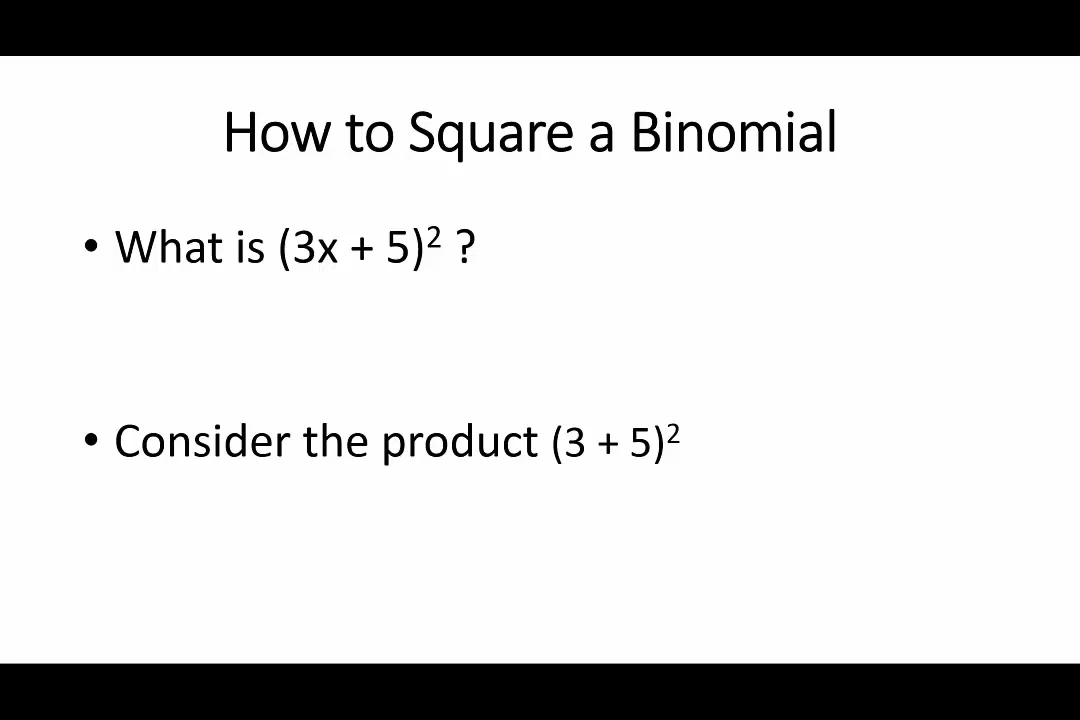 How to Square a Binomial
• What is (3x + 5)² ?
• Consider the product (3 + 5)²